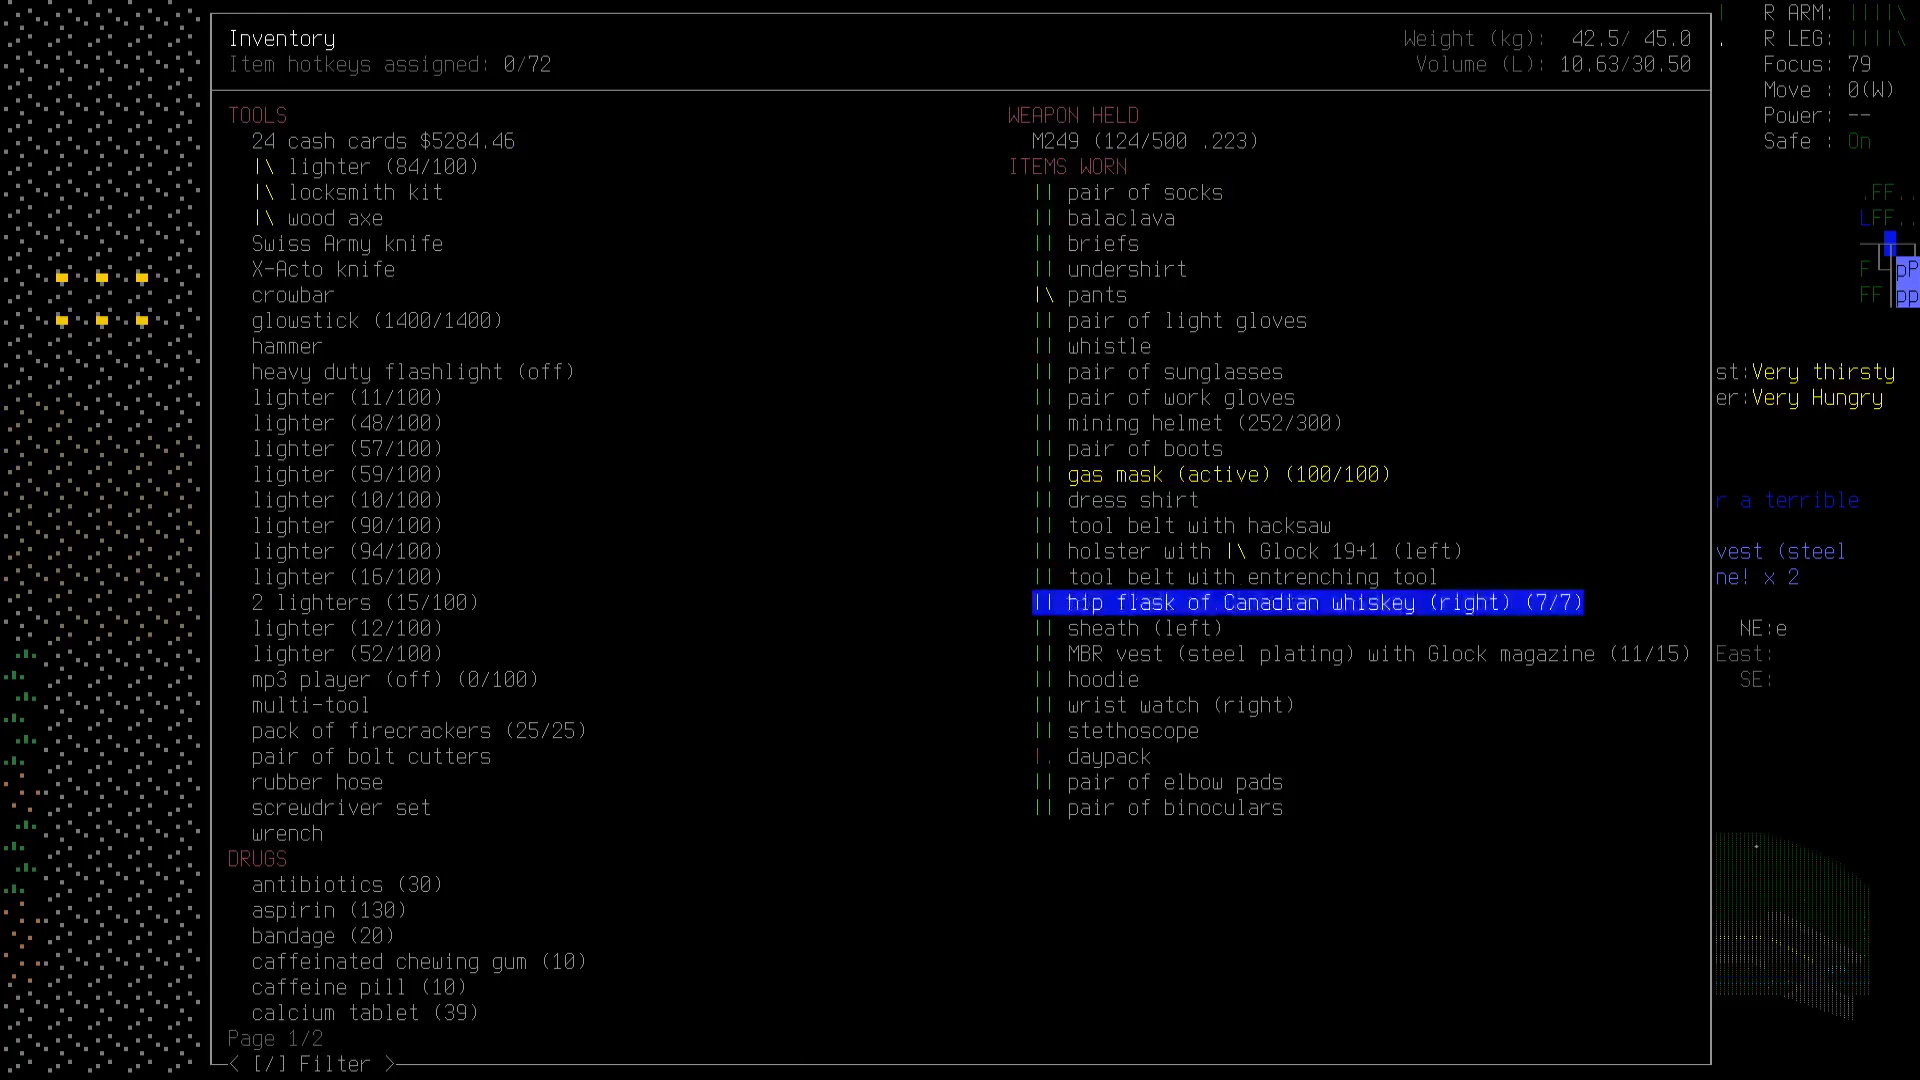 Inventory
Item hotkeys assigned: 0/72
Weight (kg): 42.5/ 45.0
Volume (L): 10.63/30.50
TOOLS
24 cash cards $5284.46
|\ lighter (84/100)
|\ locksmith kit
|\ wood axe
Swiss Army knife
X-Acto knife
crowbar
glowstick (1400/1400)
hammer
heavy duty flashlight (off)
lighter (11/100)
lighter (48/100)
lighter (57/100)
lighter (59/100)
lighter (10/100)
lighter (90/100)
lighter (94/100)
lighter (16/100)
2 lighters (15/100)
lighter (12/100)
lighter (52/100)
mp3 player (off) (0/100)
multi-tool
pack of firecrackers (25/25)
pair of bolt cutters
rubber hose
screwdriver set
wrench
DRUGS
antibiotics (30)
aspirin (130)
bandage (20)
caffeinated chewing gum (10)
caffeine pill (10)
calcium tablet (39)
Page 1/2
< [/] Filter >
WEAPON HELD
M249 (124/500 .223)
ITEMS WORN
|| pair of socks
|| balaclava
|| briefs
|| undershirt
|\ pants
|| pair of light gloves
|| whistle
|| pair of sunglasses
|| pair of work gloves
|| mining helmet (252/300)
|| pair of boots
|| gas mask (active) (100/100)
|| dress shirt
|| tool belt with hacksaw
|| holster with |\ Glock 19+1 (left)
|| tool belt with entrenching tool
|| hip flask of Canadian whiskey (right) (7/7)
|| sheath (left)
|| MBR vest (steel plating) with Glock magazine (11/15)
|| hoodie
|| wrist watch (right)
|| stethoscope
|. daypack
|| pair of elbow pads
|| pair of binoculars
R ARM: ||||\
R LEG: ||||\
Focus: 79
Move : 0(W)
Power: --
Safe : On
.FF..
LFF..
F pP
FF pp
st:Very thirsty
er:Very Hungry
r a terrible
vest (steel
ne! x 2
NE:e
East:
SE: